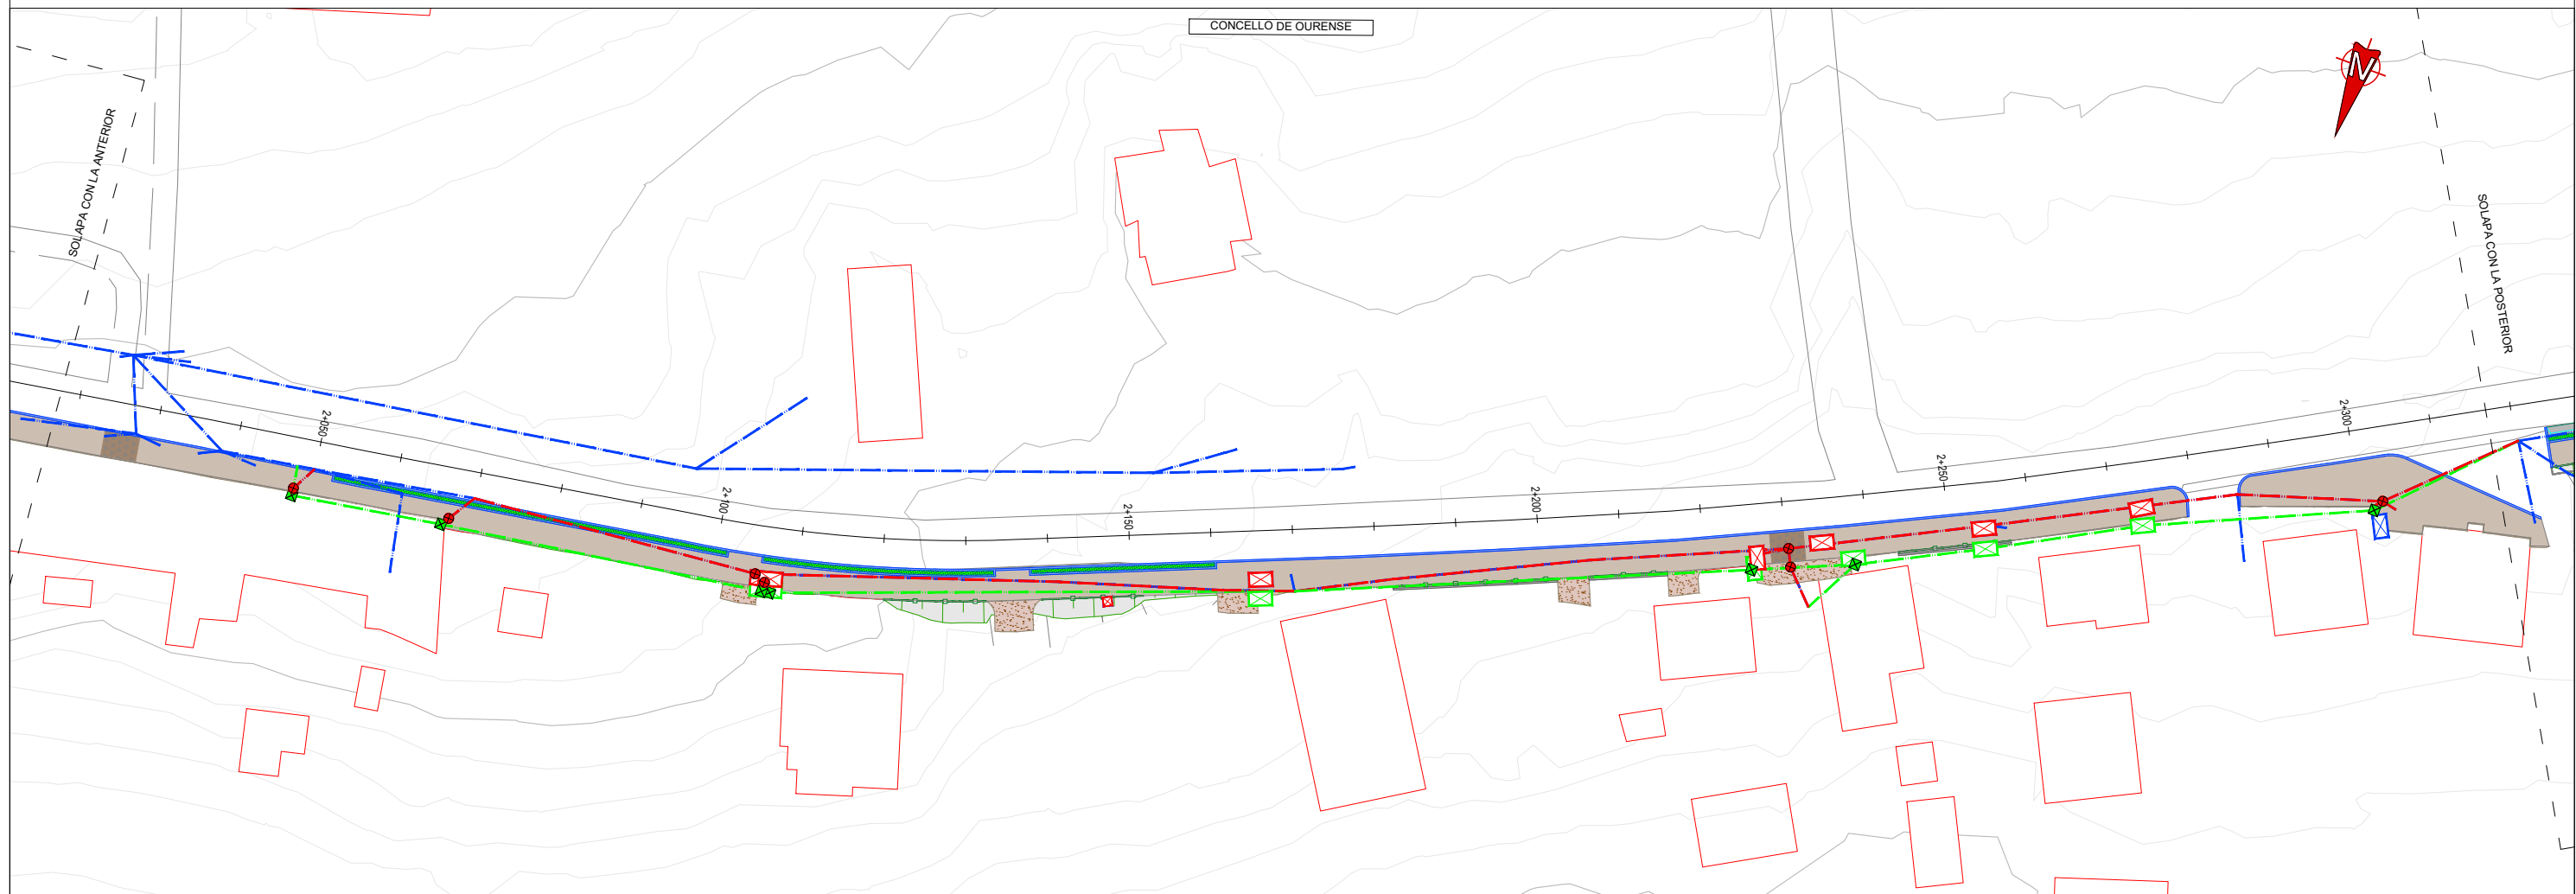 CONCELLO DE OURENSE
N
SOLAPA CON LA ANTERIOR
SOLAPA CON LA POSTERIOR
2+050
2+100
2+150
2+200
2+250
2+300